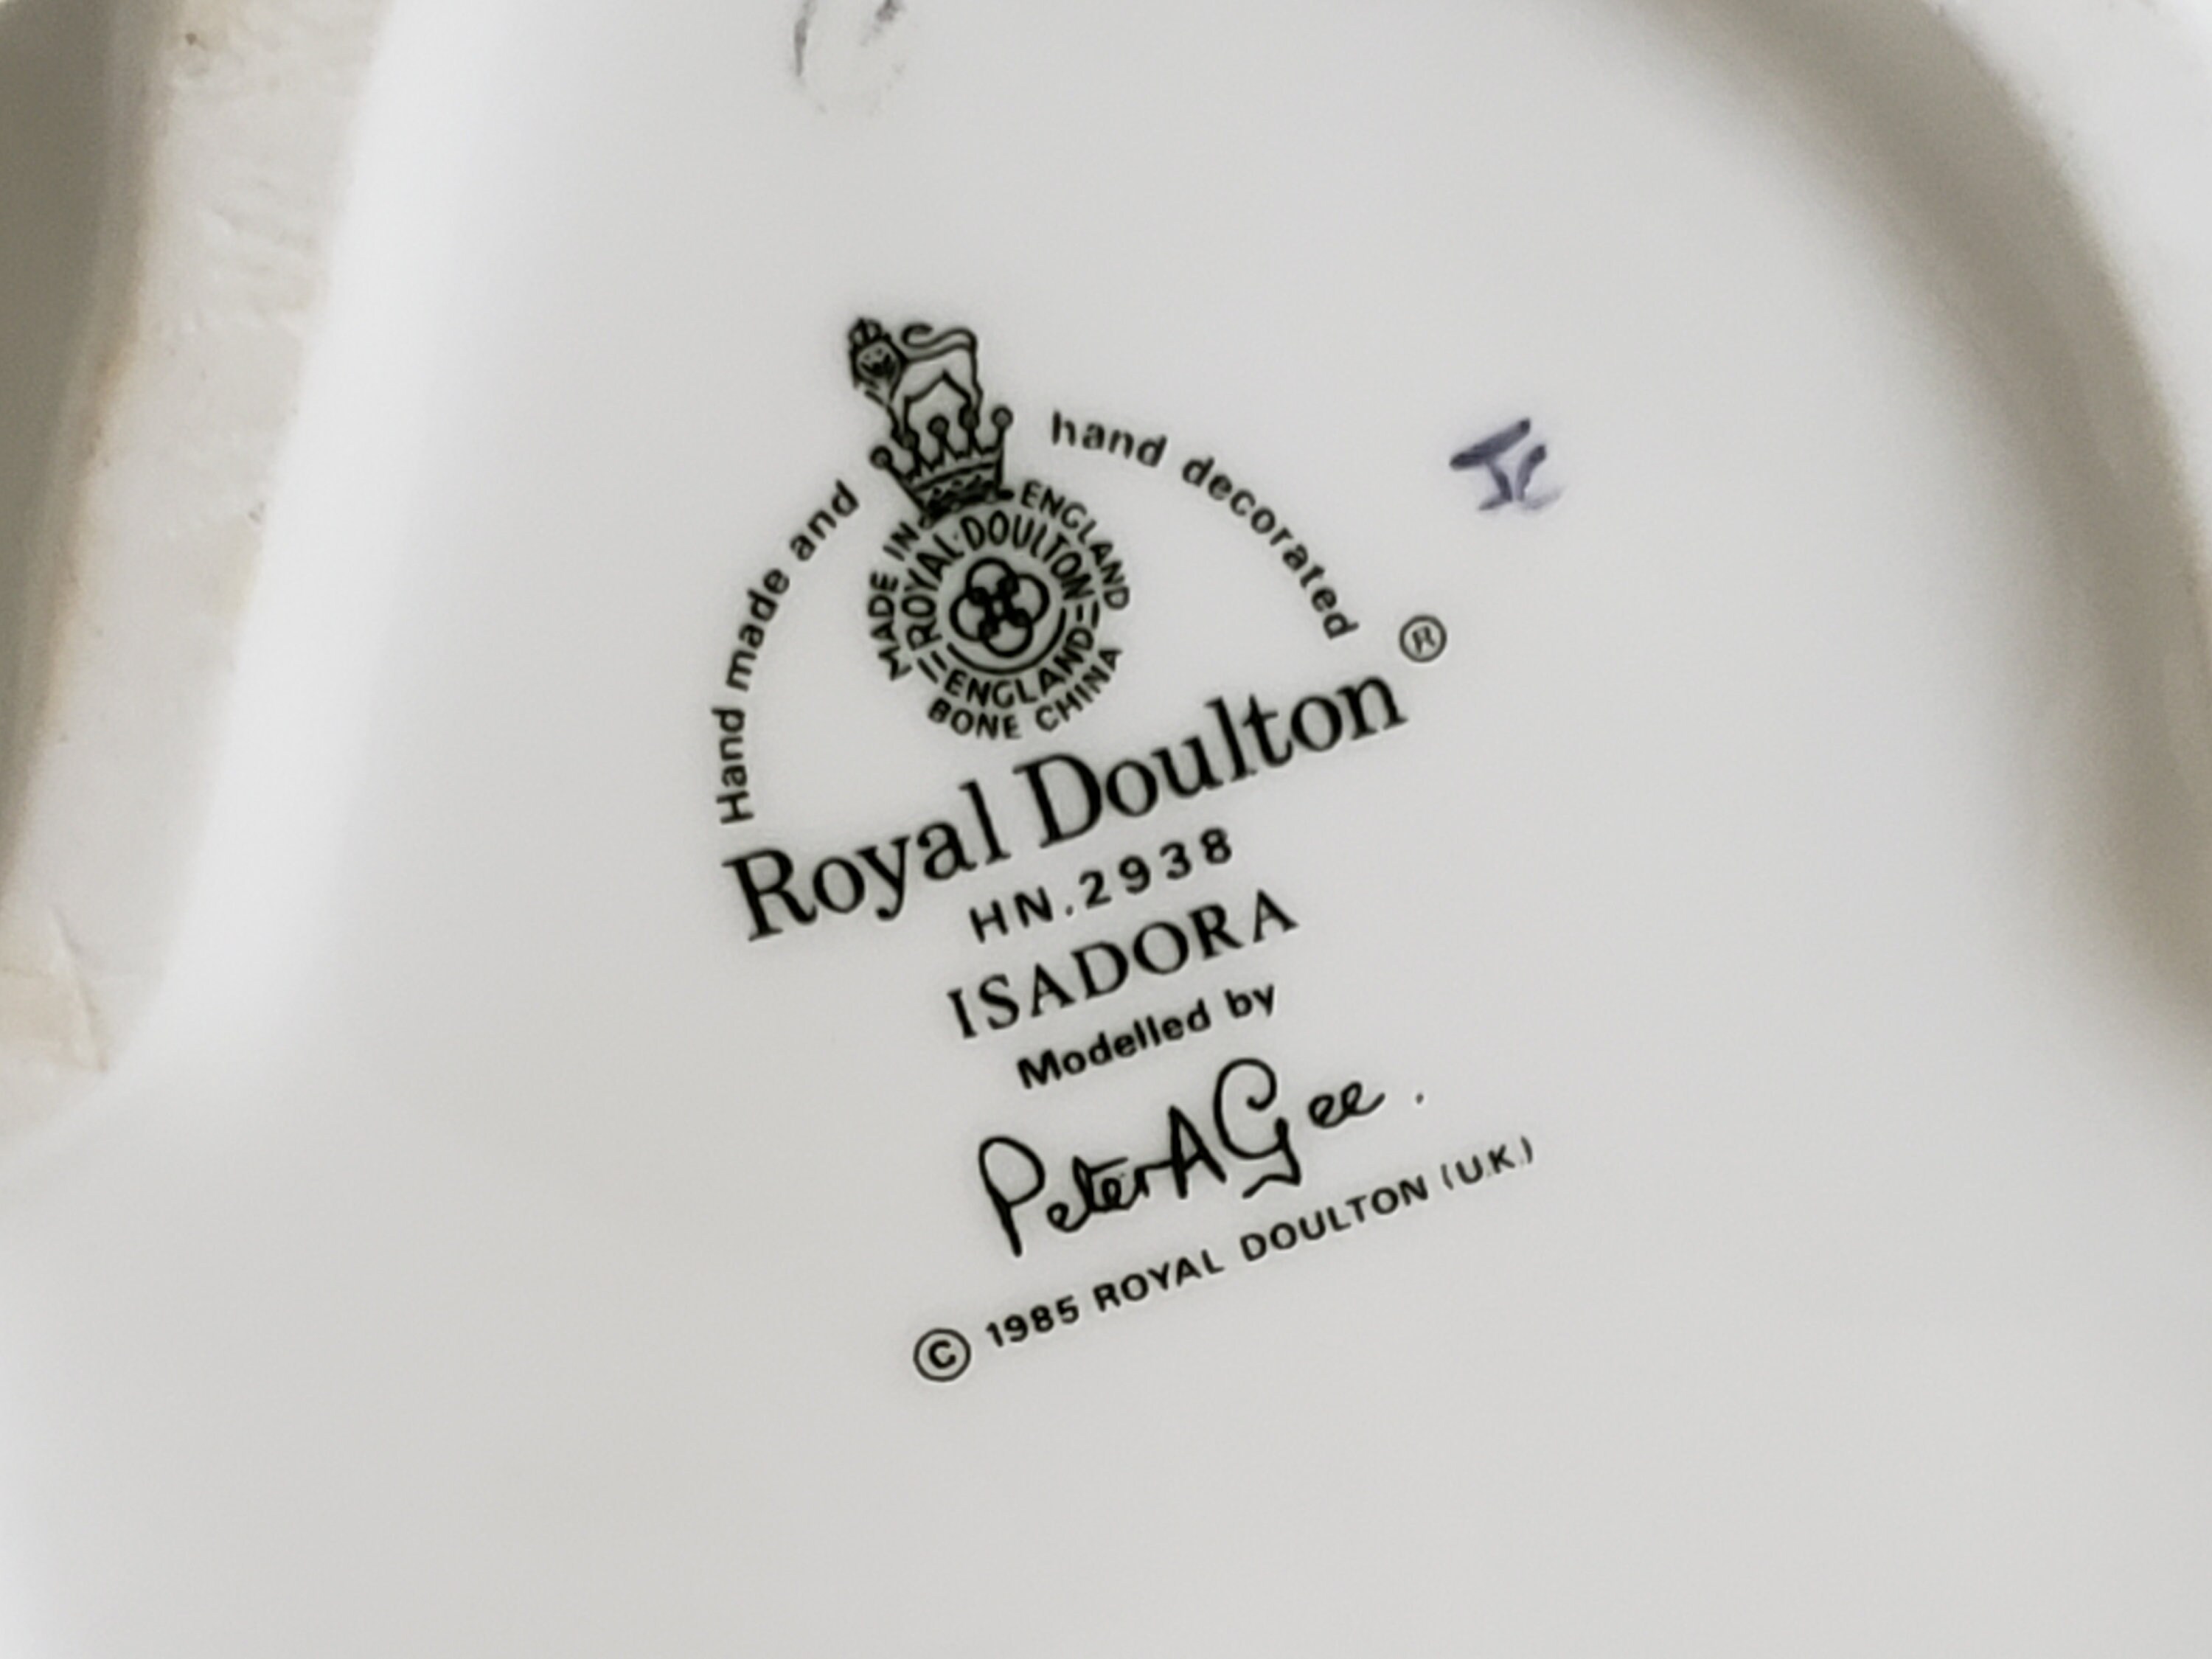 Hand made and hand decorated
MADE IN ENGLAND
ROYAL·DOULTON
ENGLAND
BONE CHINA
Royal Doulton ®
HN.2938
ISADORA
Modelled by
Peter A Gee.
© 1985 ROYAL DOULTON (U.K.)